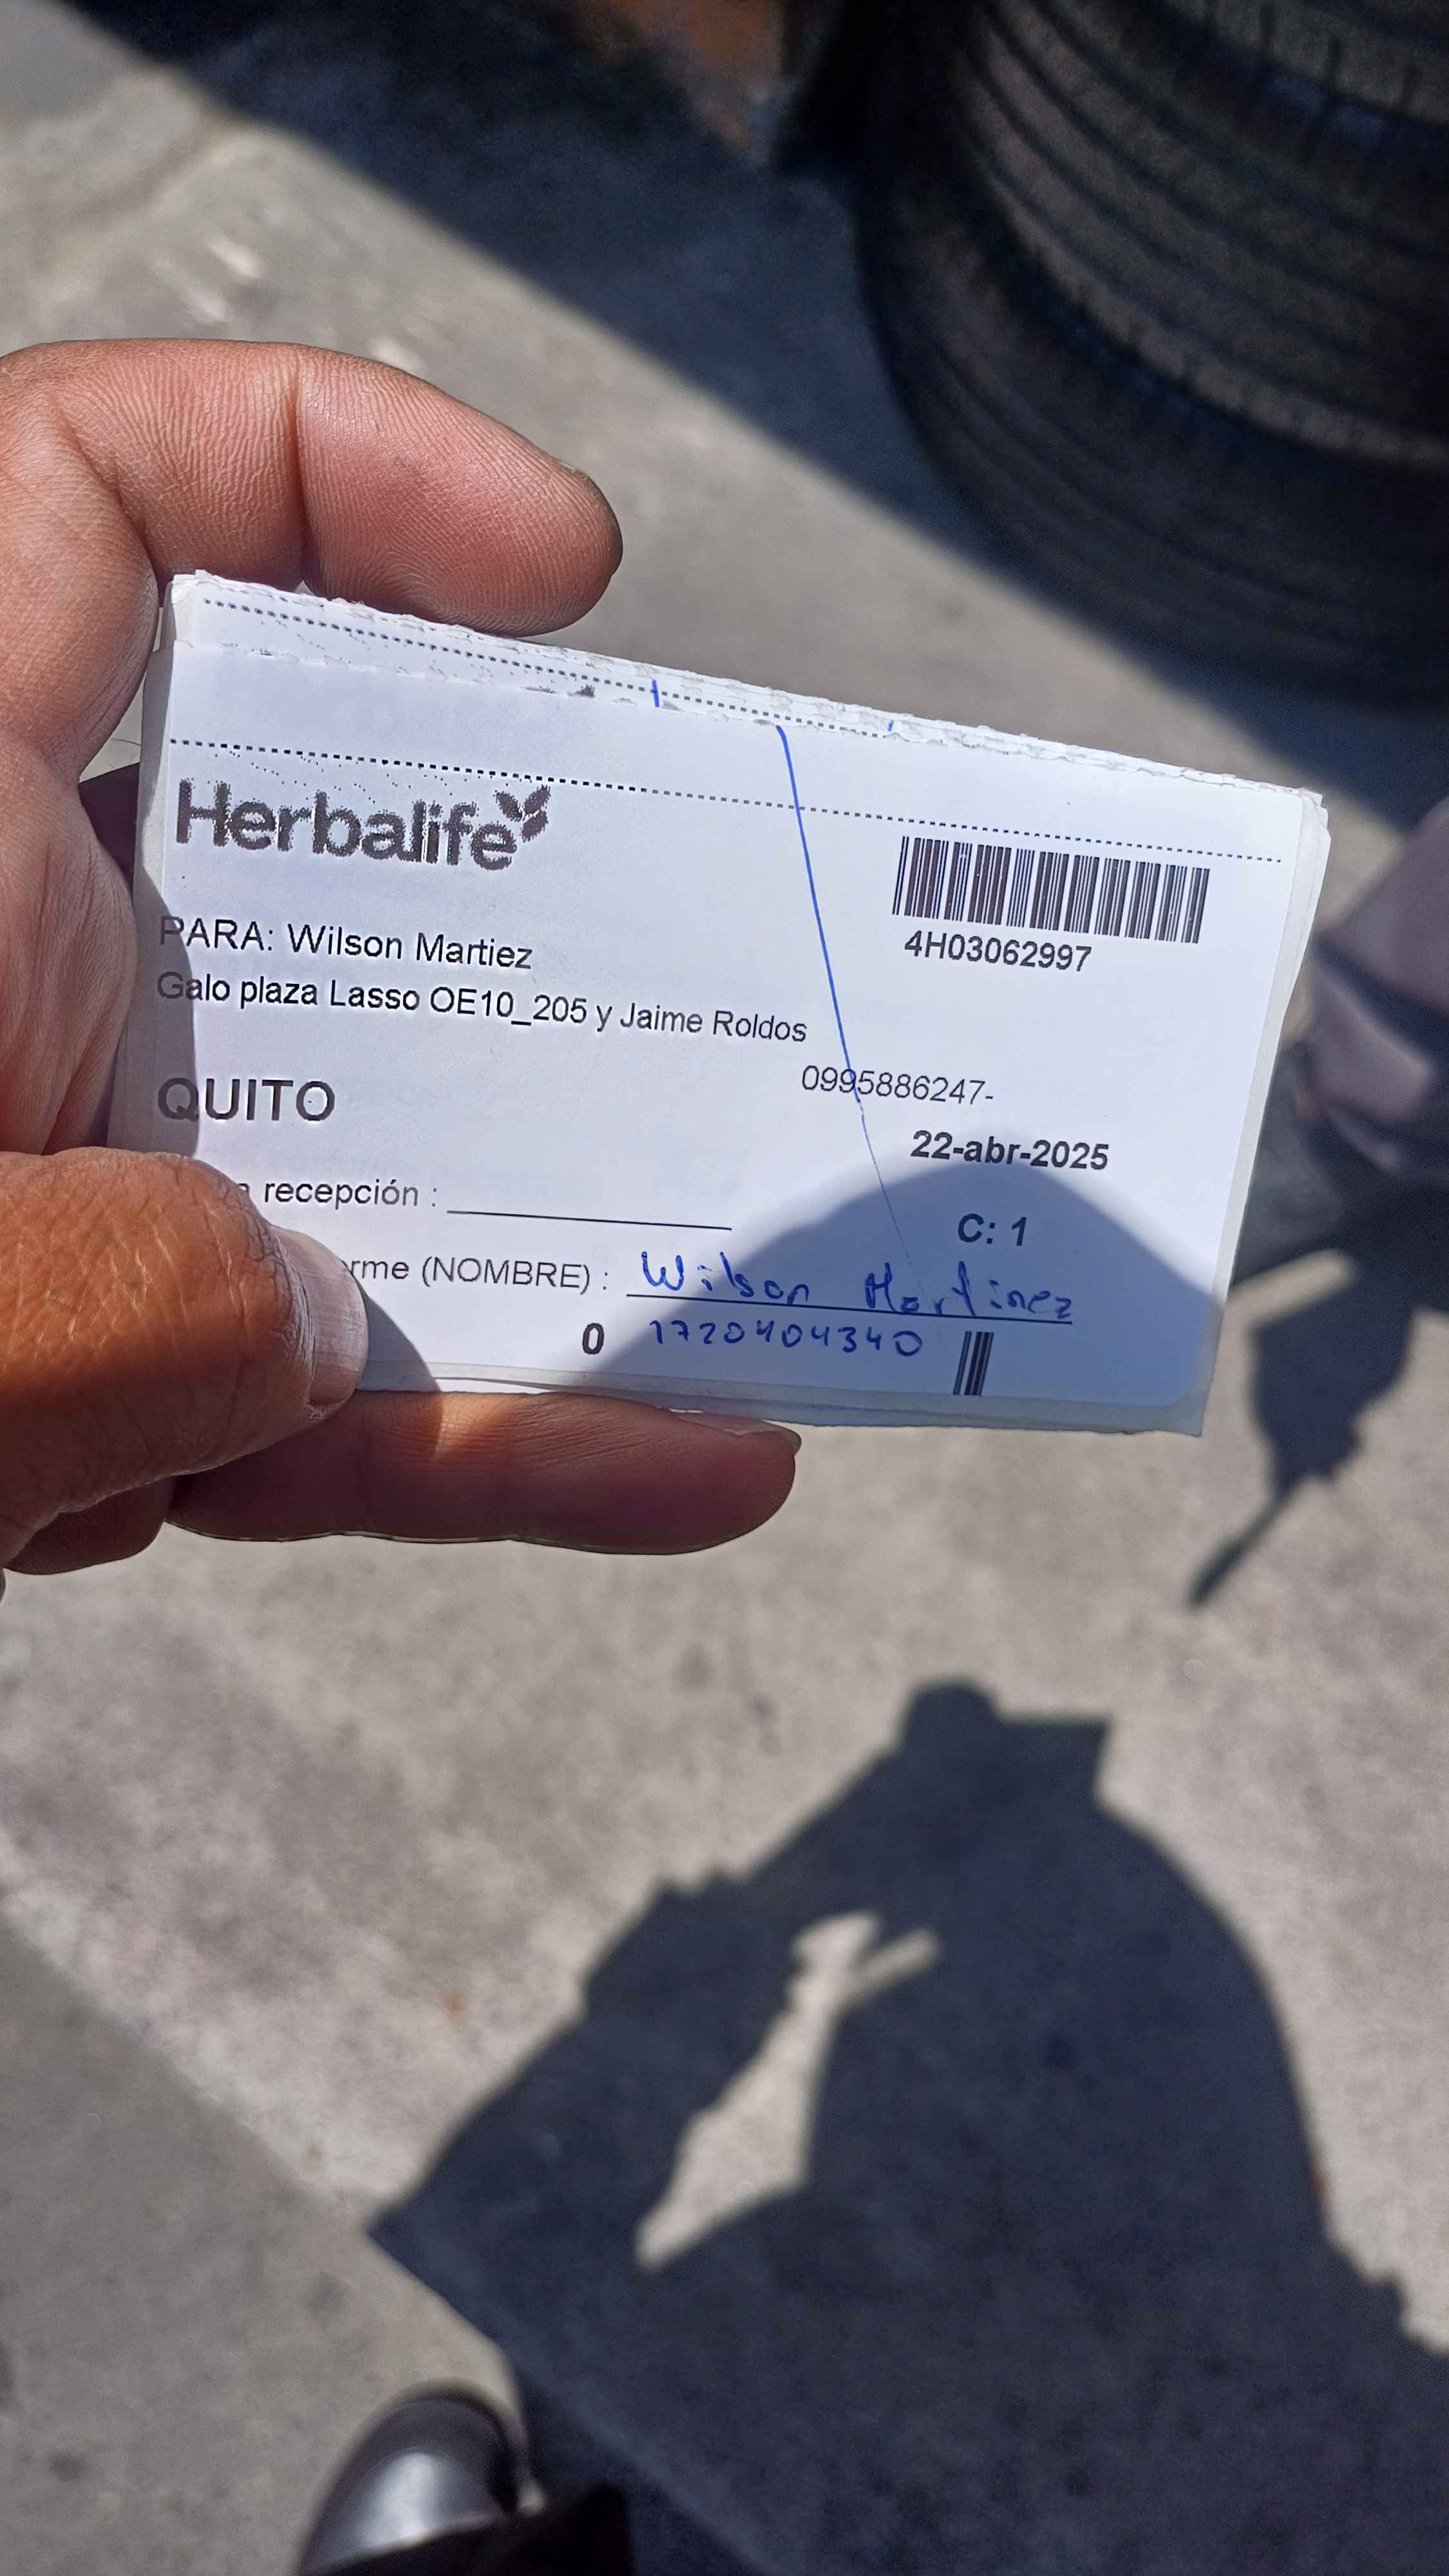 Herbalife
4H03062997
PARA: Wilson Martiez
Galo plaza Lasso OE10_205 y Jaime Roldos
0995886247-
QUITO
22-abr-2025
recepción :
C: 1
rme (NOMBRE) : Wilson Martinez
0 1720404340